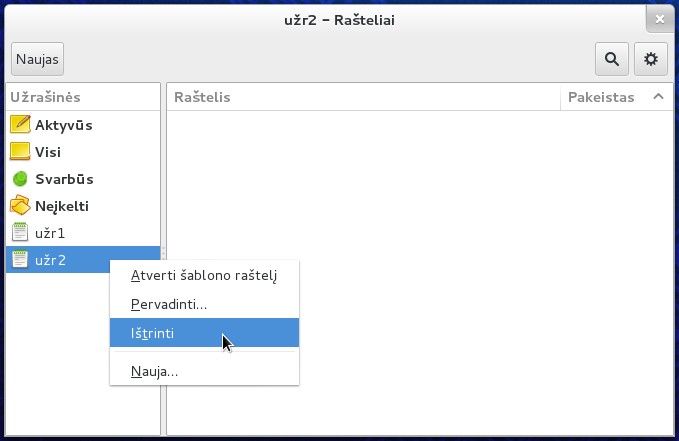 užr2 – Rašteliai
Naujas
Užrašinės
Raštelis
Pakeistas
Aktyvūs
Visi
Svarbūs
Neįkelti
užr1
užr2
Atverti šablono raštelį
Pervadinti...
Ištrinti
Nauja...